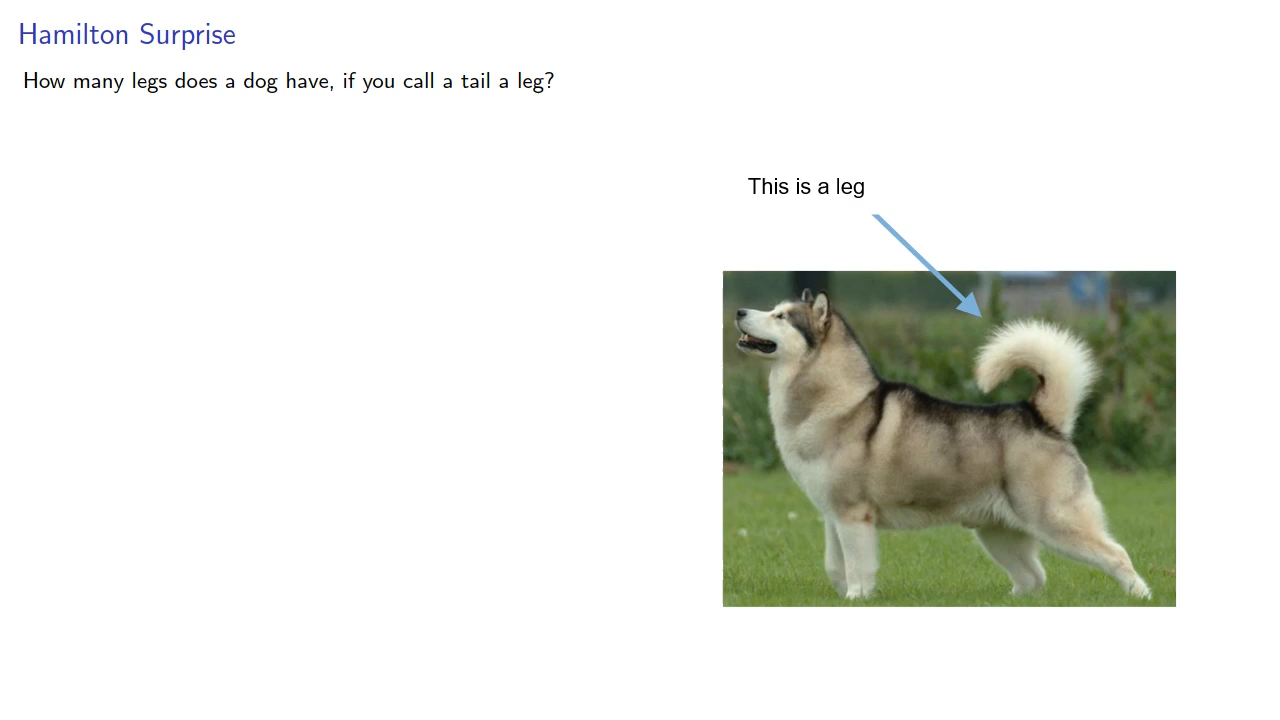 Hamilton Surprise
How many legs does a dog have, if you call a tail a leg?
This is a leg